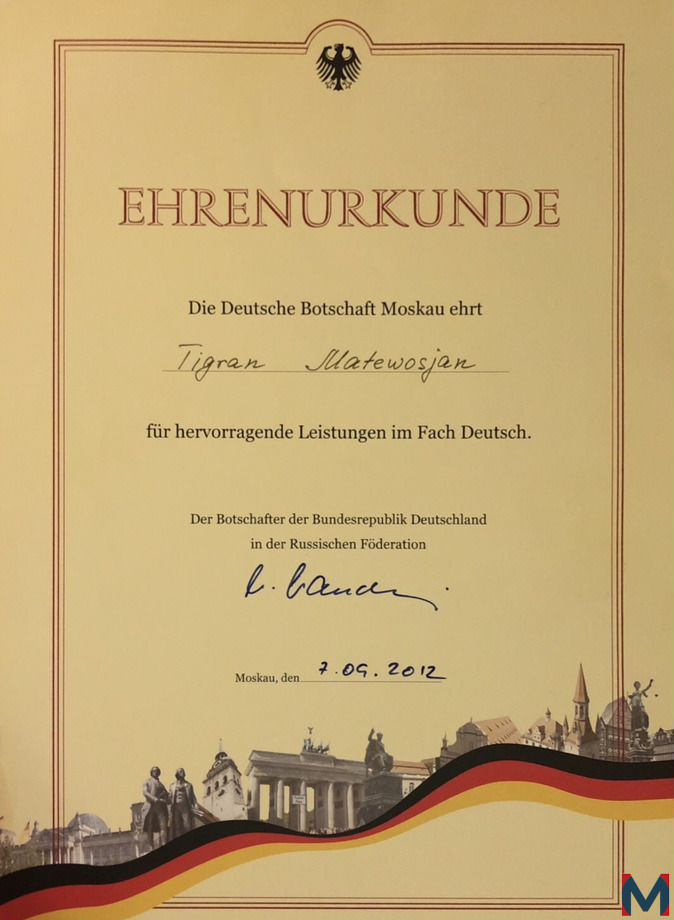 EHRENURKUNDE
Die Deutsche Botschaft Moskau ehrt
Tigran Matewosjan
für hervorragende Leistungen im Fach Deutsch.
Der Botschafter der Bundesrepublik Deutschland
in der Russischen Föderation
Moskau, den 7.09.2012
M